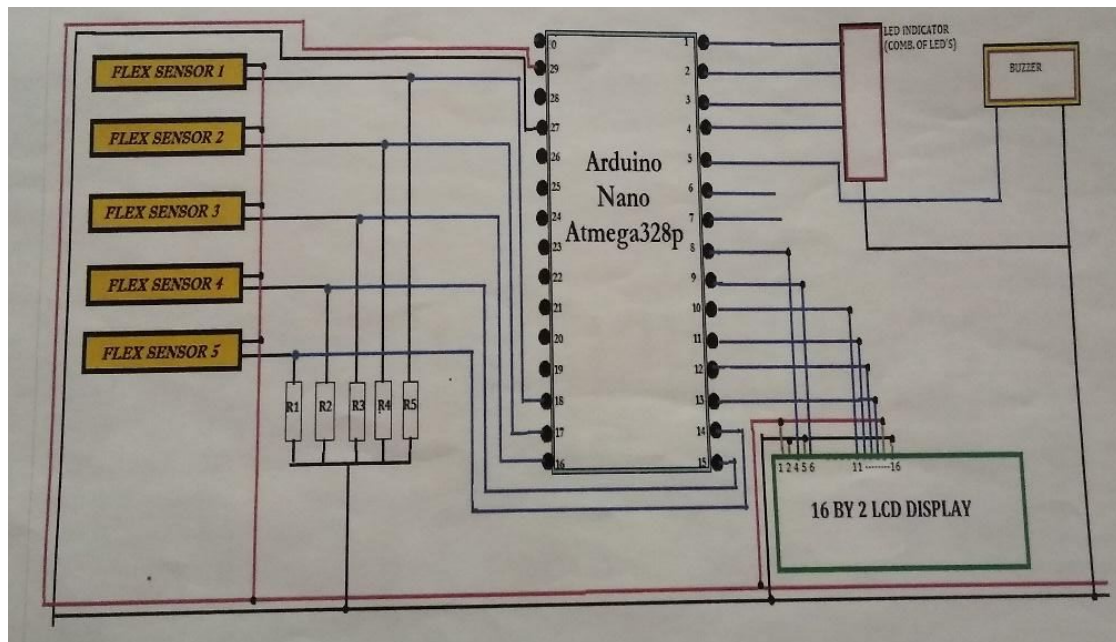 FLEX SENSOR 1
FLEX SENSOR 2
FLEX SENSOR 3
FLEX SENSOR 4
FLEX SENSOR 5
R1 R2 R3 R4 R5
0
29
28
27
26
25
24
23
22
21
20
19
18
17
16
Arduino
Nano
Atmega328p
1
2
3
4
5
6
7
8
9
10
11
12
13
14
15
LED INDICATOR
(COMB. OF LED'S)
BUZZER
1 2 4 5 6 11 --------16
16 BY 2 LCD DISPLAY